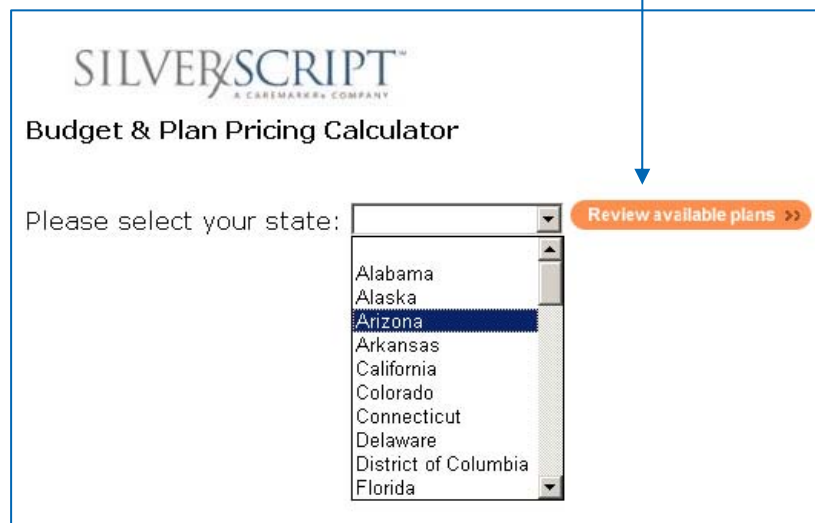 SILVERSCRIPT™
A CAREMARKRx COMPANY
Budget & Plan Pricing Calculator
Please select your state:
Review available plans >>
Alabama
Alaska
Arizona
Arkansas
California
Colorado
Connecticut
Delaware
District of Columbia
Florida